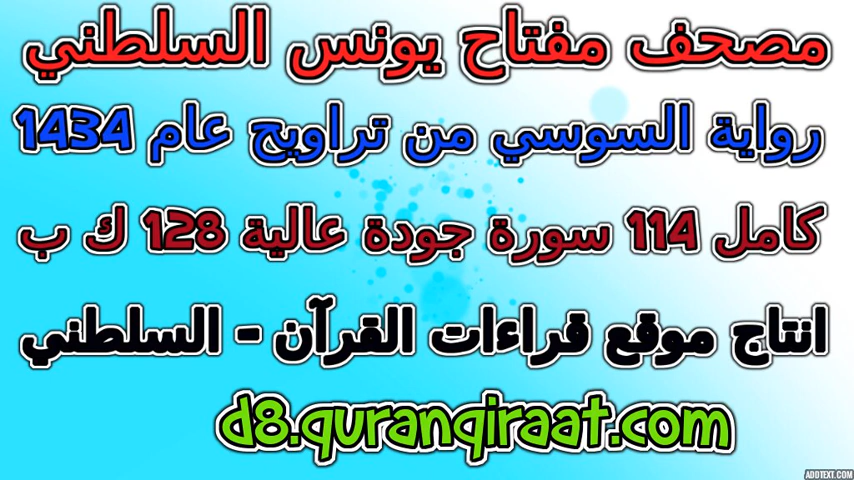 مصحف مفتاح يونس السلطني
رواية السوسي من تراويح عام 1434
كامل 114 سورة جودة عالية 128 ك ب
انتاج موقع قراءات القرآن - السلطني
d8.quranqiraat.com
ADDTEXT.COM